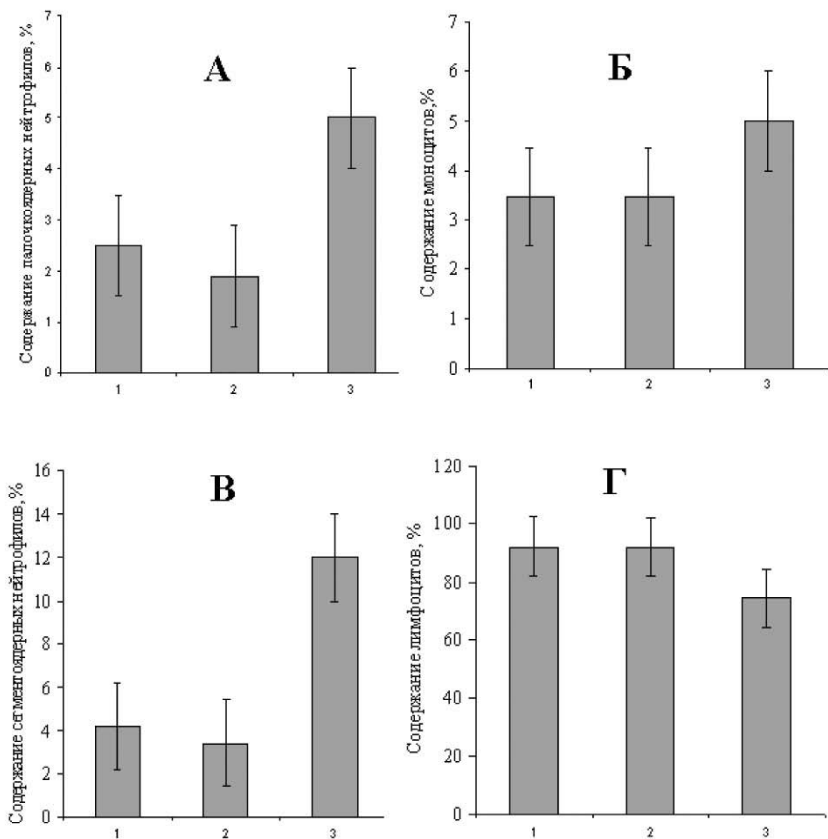 Содержание палочкоядерных нейтрофилов, %
7
6
5
4
3
2
1
0
А
1 2 3
Содержание моноцитов,%
7
6
5
4
3
2
1
0
Б
1 2 3
Содержание сегментоядерных нейтрофилов, %
16
14
12
10
8
6
4
2
0
В
1 2 3
Содержание лимфоцитов, %
120
100
80
60
40
20
0
Г
1 2 3